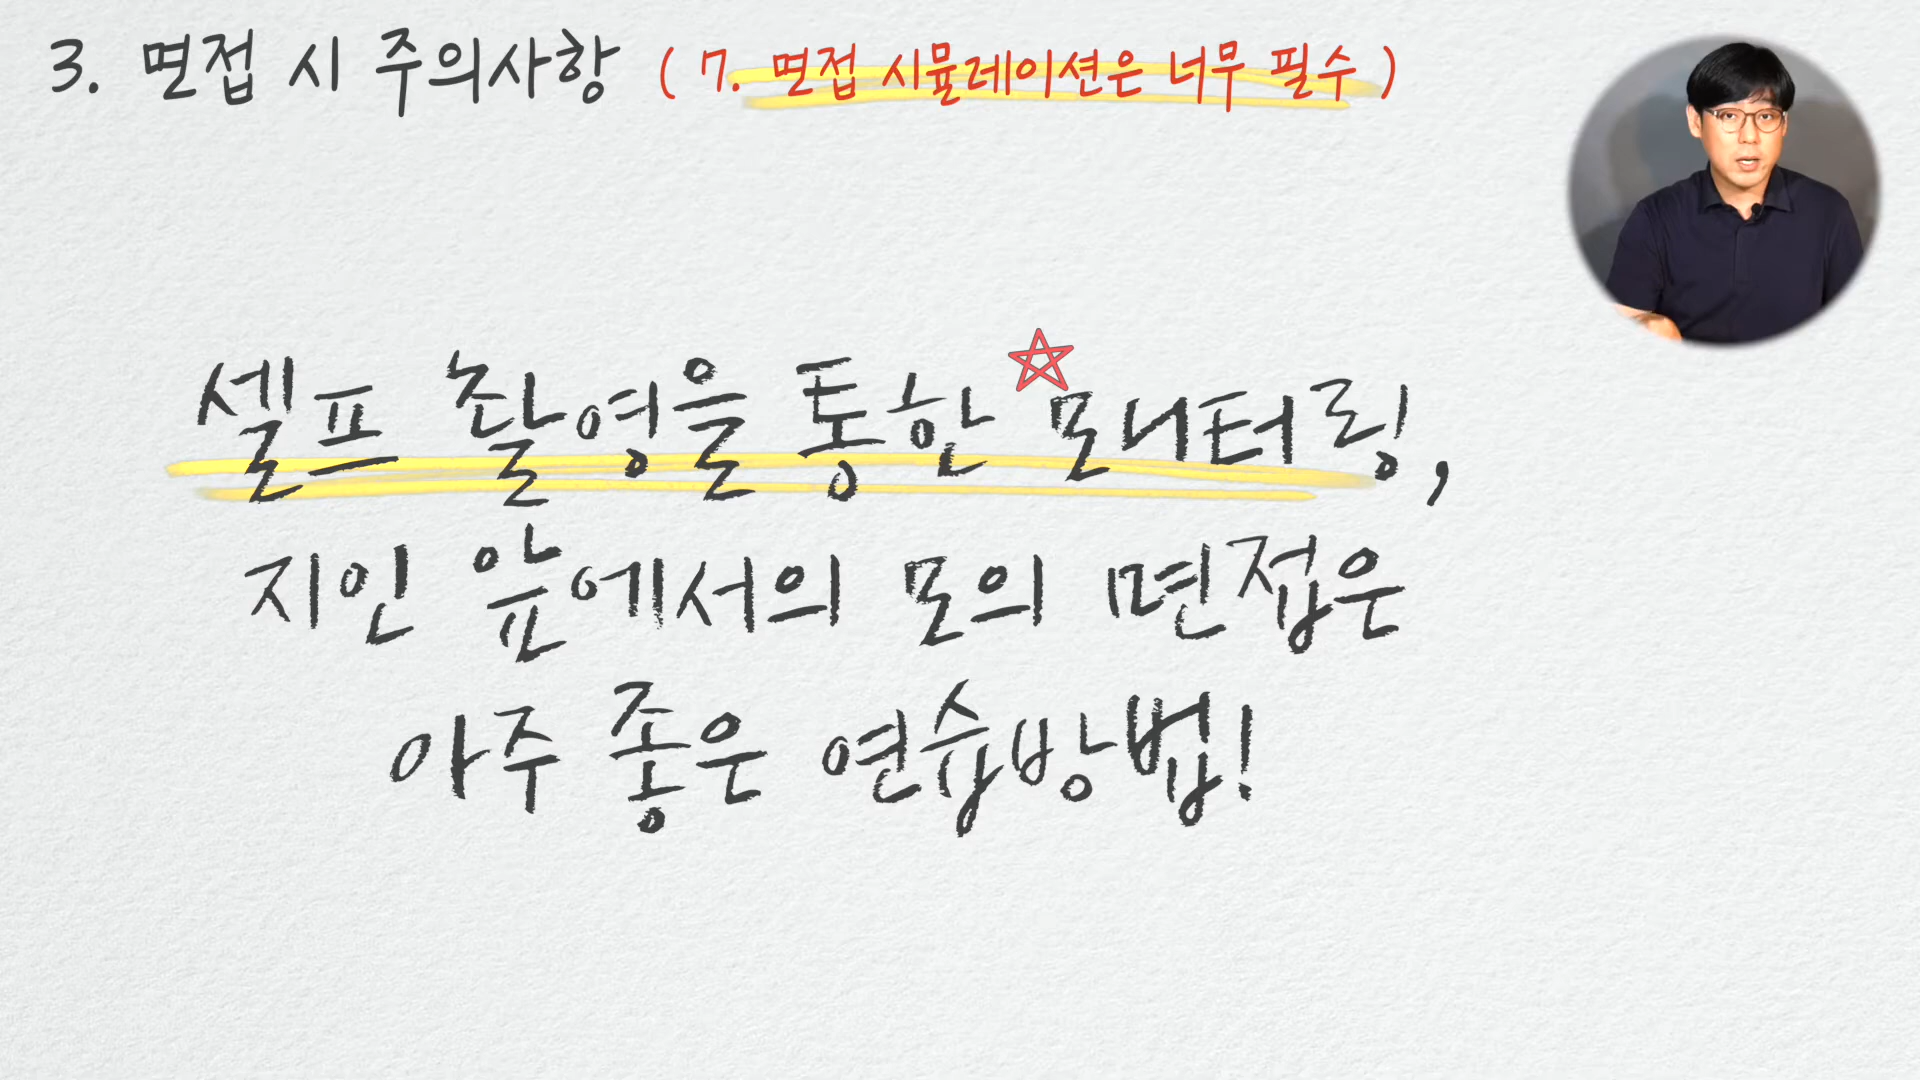 3. 면접 시 주의사항 ( 7. 면접 시뮬레이션은 너무 필수 )
셀프 촬영을 통한 모니터링,
지인 앞에서의 모의 면접은
아주 좋은 연습방법!